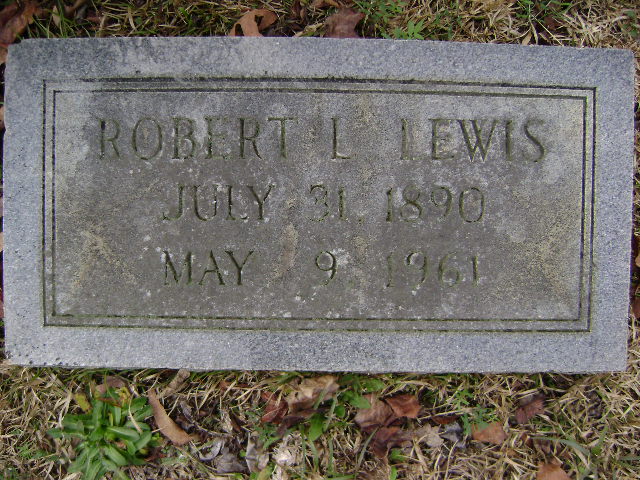 ROBERT L LEWIS
JULY 31, 1890
MAY 9, 1961